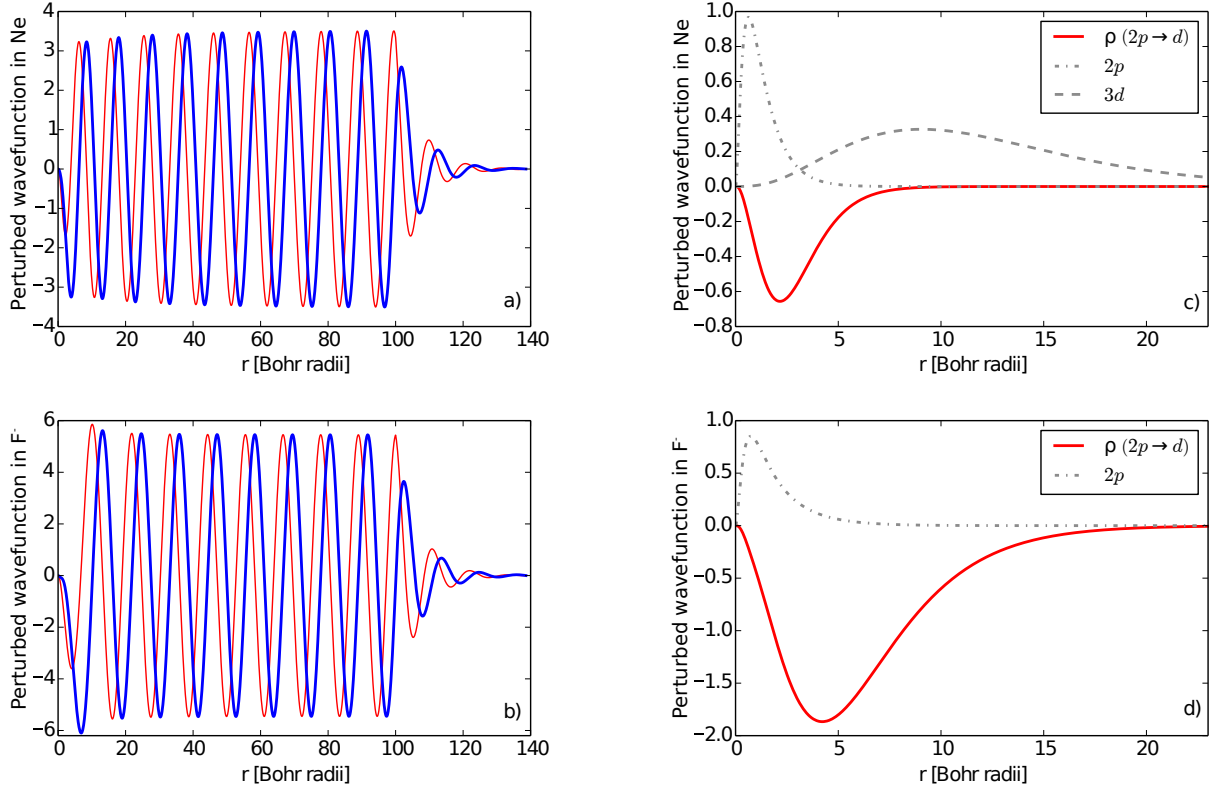 Perturbed wavefunction in Ne
4
3
2
1
0
−1
−2
−3
−4
0 20 40 60 80 100 120 140
r [Bohr radii]
a)
Perturbed wavefunction in Ne
1.0
0.8
0.6
0.4
0.2
0.0
−0.2
−0.4
−0.6
−0.8
0 5 10 15 20
r [Bohr radii]
ρ (2p → d)
2p
3d
c)
Perturbed wavefunction in F-
6
4
2
0
−2
−4
−6
0 20 40 60 80 100 120 140
r [Bohr radii]
b)
Perturbed wavefunction in F-
1.0
0.5
0.0
−0.5
−1.0
−1.5
−2.0
0 5 10 15 20
r [Bohr radii]
ρ (2p → d)
2p
d)